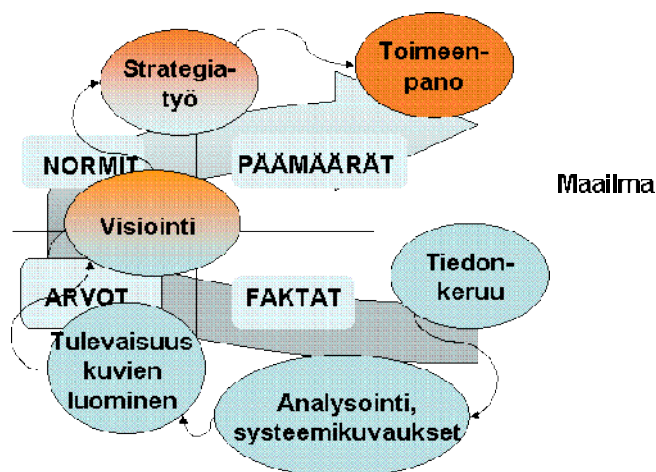 Strategia-
työ
Toimeen-
pano
NORMIT
PÄÄMÄÄRÄT
Maailma
Visiointi
Tiedon-
keruu
ARVOT
FAKTAT
Tulevaisuus
kuvien
luominen
Analysointi,
systeemikuvaukset